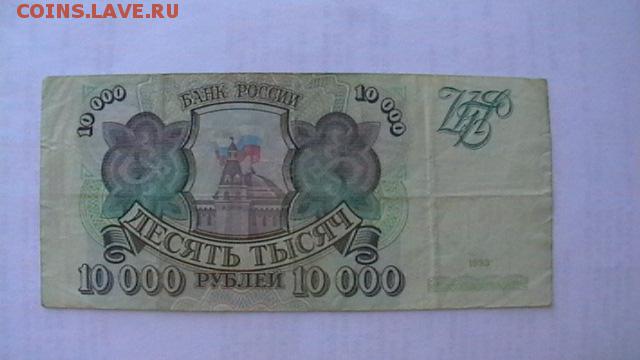 COINS.LAVE.RU
10 000 БАНК РОССИИ 10 000
ДЕСЯТЬ ТЫСЯЧ
10 000 РУБЛЕЙ 10 000
1993